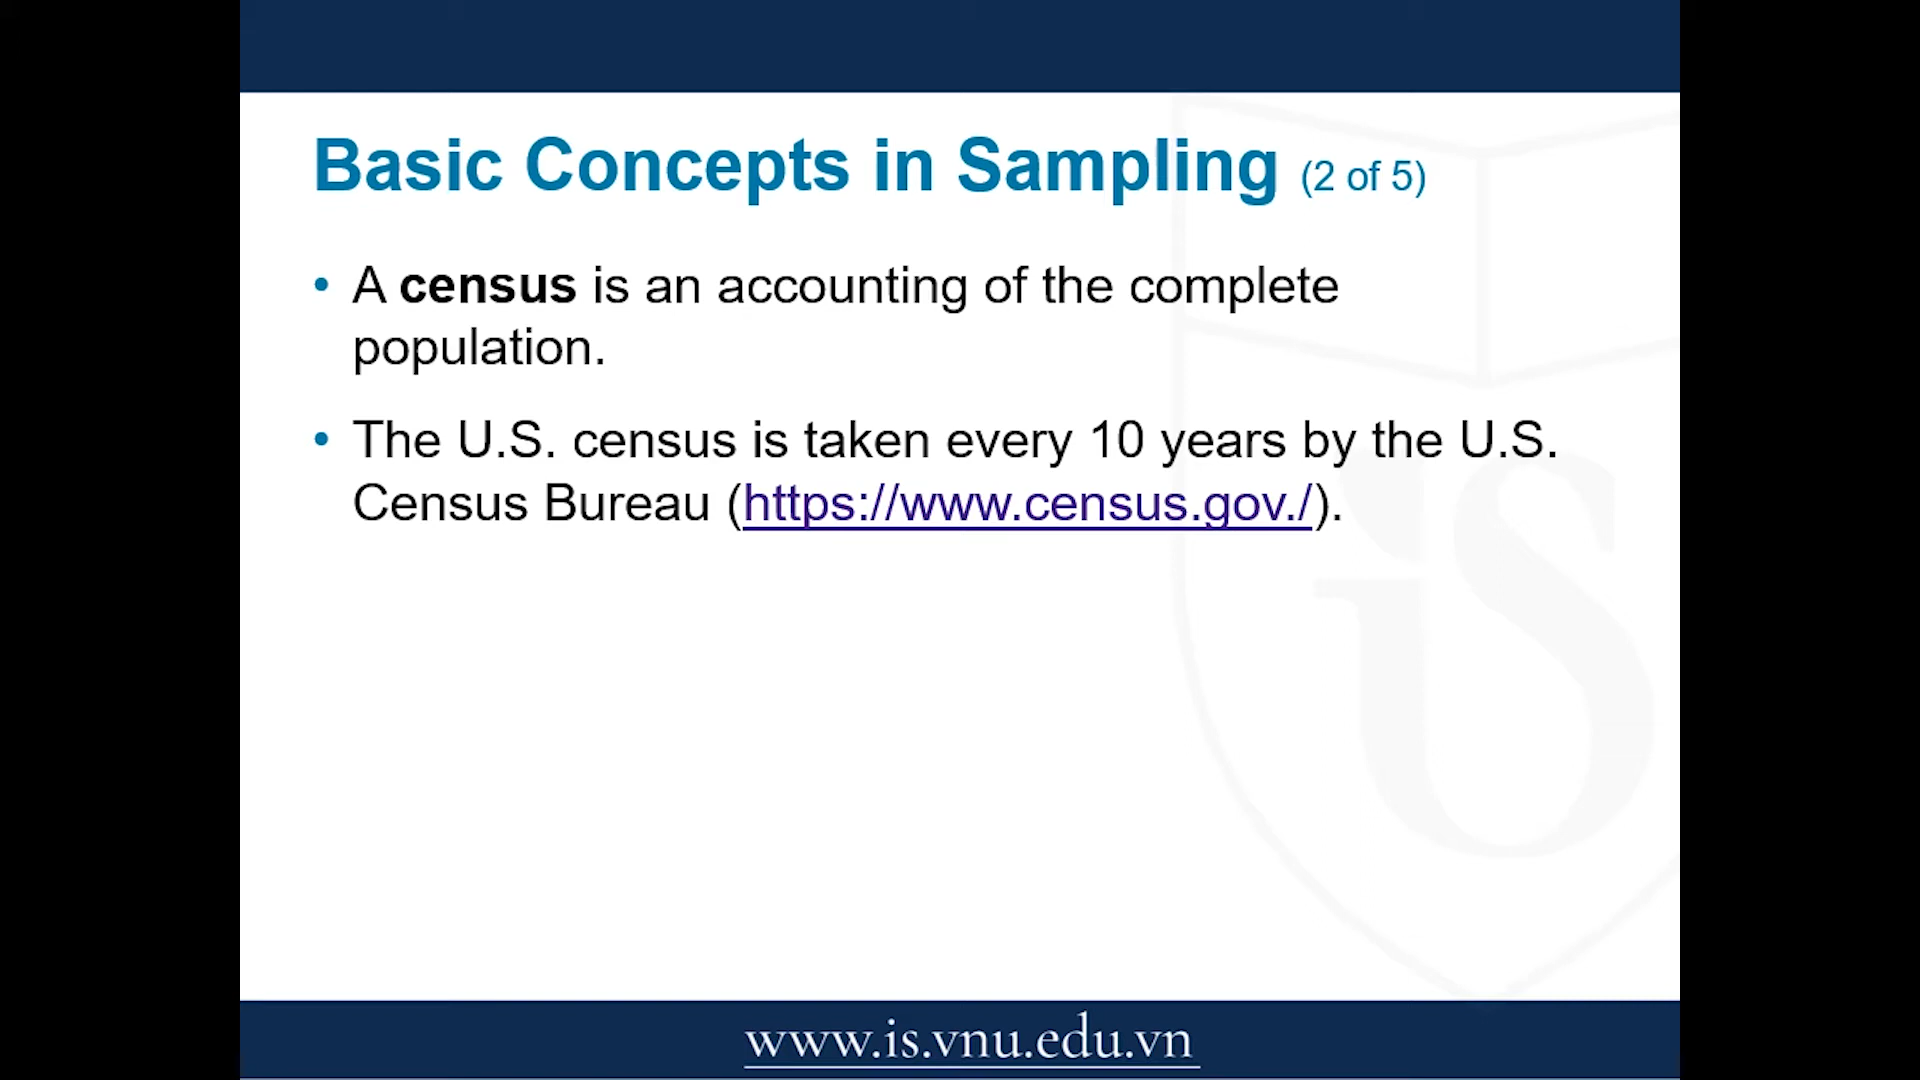 Basic Concepts in Sampling (2 of 5)
• A census is an accounting of the complete
population.
• The U.S. census is taken every 10 years by the U.S.
Census Bureau (https://www.census.gov./).
iS
www.is.vnu.edu.vn